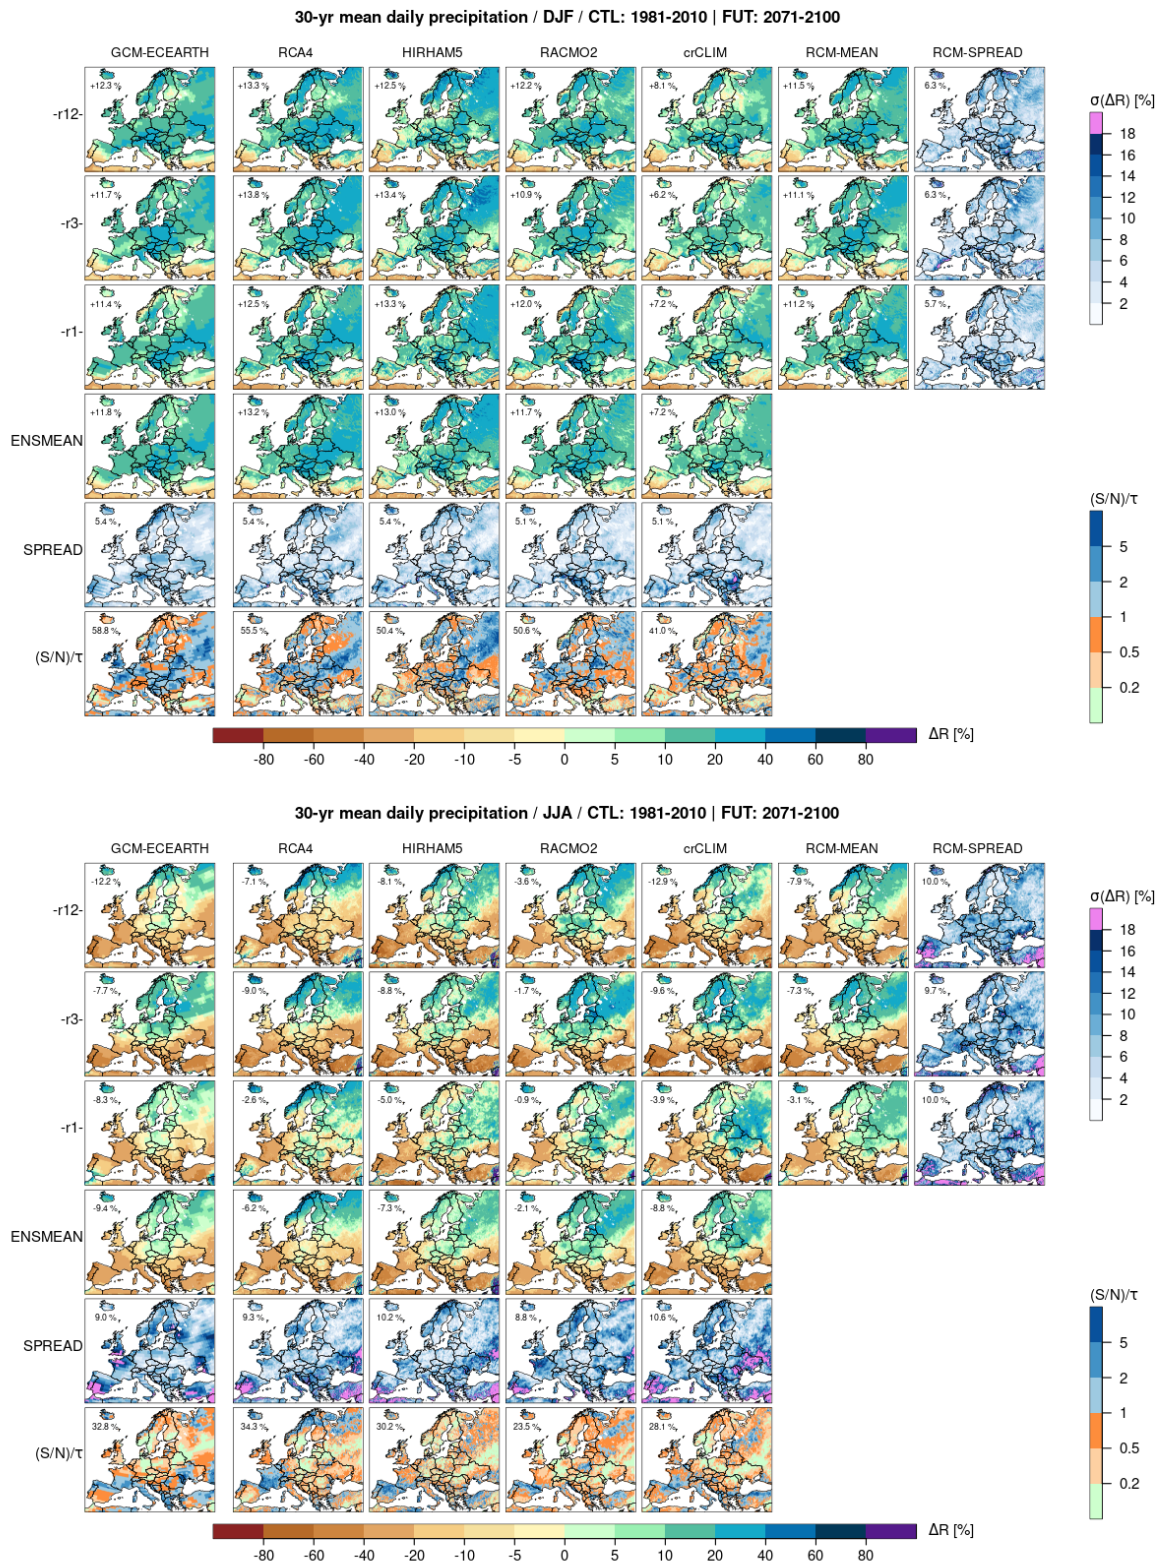 30-yr mean daily precipitation / DJF / CTL: 1981-2010 | FUT: 2071-2100
GCM-ECEARTH RCA4 HIRHAM5 RACMO2 crCLIM RCM-MEAN RCM-SPREAD
-r12- +12.3 % +13.3 % +12.5 % +12.2 % +8.1 % +11.5 % 6.3 %
-r3- +11.7 % +13.8 % +13.4 % +10.9 % +6.2 % +11.1 % 6.3 %
-r1- +11.4 % +12.5 % +13.3 % +12.0 % +7.2 % +11.2 % 5.7 %
ENSMEAN +11.8 % +13.2 % +13.0 % +11.7 % +7.2 %
SPREAD 5.4 % 5.4 % 5.4 % 5.1 % 5.1 %
(S/N)/τ 58.8 % 55.5 % 50.4 % 50.6 % 41.0 %
σ(ΔR) [%]
18
16
14
12
10
8
6
4
2
(S/N)/τ
5
2
1
0.5
0.2
-80 -60 -40 -20 -10 -5 0 5 10 20 40 60 80 ΔR [%]
30-yr mean daily precipitation / JJA / CTL: 1981-2010 | FUT: 2071-2100
GCM-ECEARTH RCA4 HIRHAM5 RACMO2 crCLIM RCM-MEAN RCM-SPREAD
-r12- -12.2 % -7.1 % -8.1 % -3.6 % -12.9 % -7.9 % 10.0 %
-r3- -7.7 % -9.0 % -8.8 % -1.7 % -9.6 % -7.3 % 9.7 %
-r1- -8.3 % -2.6 % -5.0 % -0.9 % -3.9 % -3.1 % 10.0 %
ENSMEAN -9.4 % -6.2 % -7.3 % -2.1 % -8.8 %
SPREAD 9.0 % 9.3 % 10.2 % 8.8 % 10.6 %
(S/N)/τ 32.8 % 34.3 % 30.2 % 23.5 % 28.1 %
σ(ΔR) [%]
18
16
14
12
10
8
6
4
2
(S/N)/τ
5
2
1
0.5
0.2
-80 -60 -40 -20 -10 -5 0 5 10 20 40 60 80 ΔR [%]